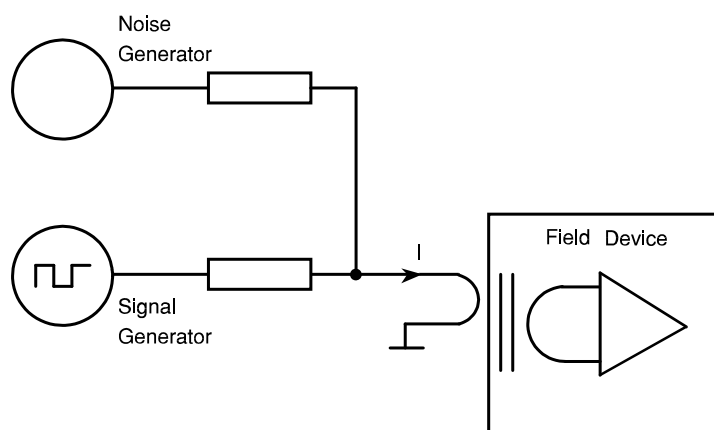 Noise
Generator
I
Field Device
Signal
Generator